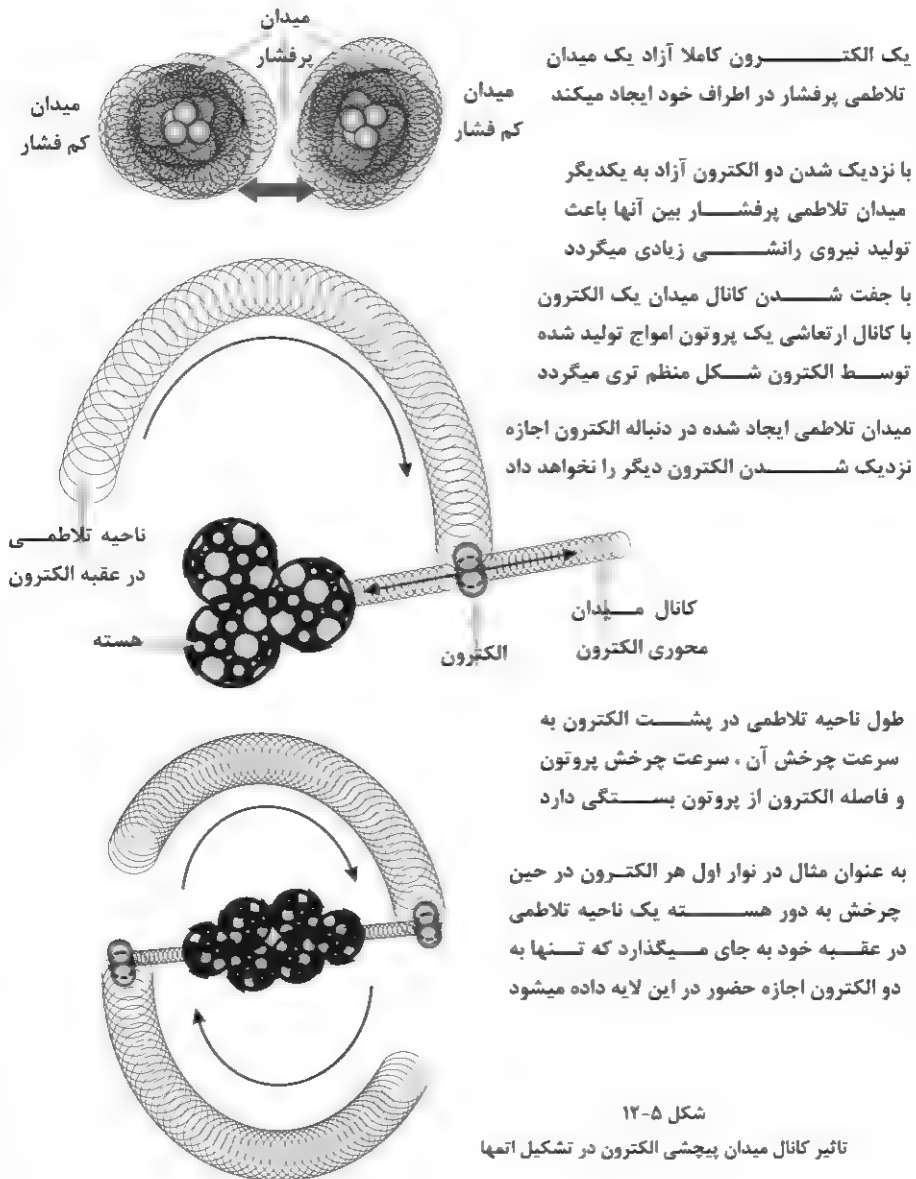 میدان
پرفشار
میدان
کم فشار
میدان
کم فشار
یک الکترون کاملا آزاد یک میدان
تلاطمی پرفشار در اطراف خود ایجاد میکند
با نزدیک شدن دو الکترون آزاد به یکدیگر
میدان تلاطمی پرفشار بین آنها باعث
تولید نیروی رانشی زیادی میگردد
با جفت شدن کانال میدان یک الکترون
با کانال ارتعاشی یک پروتون امواج تولید شده
توسط الکترون شکل منظم تری میگردد
میدان تلاطمی ایجاد شده در دنباله الکترون اجازه
نزدیک شدن الکترون دیگر را نخواهد داد
ناحیه تلاطمی
در عقبه الکترون
هسته
الکترون
کانال میدان
محوری الکترون
طول ناحیه تلاطمی در پشت الکترون به
سرعت چرخش آن ، سرعت چرخش پروتون
و فاصله الکترون از پروتون بستگی دارد
به عنوان مثال در نوار اول هر الکترون در حین
چرخش به دور هسته یک ناحیه تلاطمی
در عقبه خود به جای میگذارد که تنها به
دو الکترون اجازه حضور در این لایه داده میشود
شکل ۵-۱۲
تاثیر کانال میدان پیچشی الکترون در تشکیل اتمها